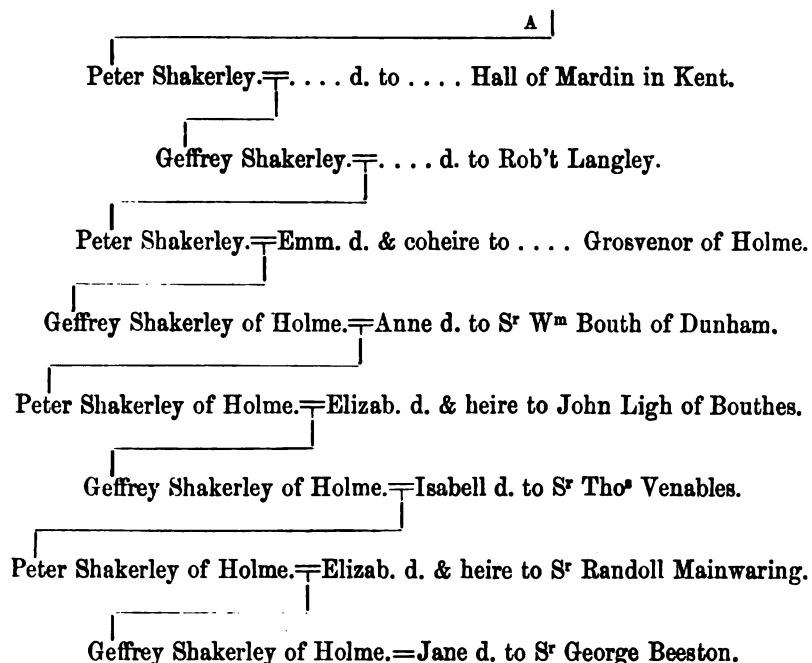 A
Peter Shakerley.=. . . . d. to . . . . Hall of Mardin in Kent.
Geffrey Shakerley.=. . . . d. to Rob't Langley.
Peter Shakerley.=Emm. d. & coheire to . . . . Grosvenor of Holme.
Geffrey Shakerley of Holme.=Anne d. to Sʳ Wᵐ Bouth of Dunham.
Peter Shakerley of Holme.=Elizab. d. & heire to John Ligh of Bouthes.
Geffrey Shakerley of Holme.=Isabell d. to Sʳ Thoˢ Venables.
Peter Shakerley of Holme.=Elizab. d. & heire to Sʳ Randoll Mainwaring.
Geffrey Shakerley of Holme.=Jane d. to Sʳ George Beeston.